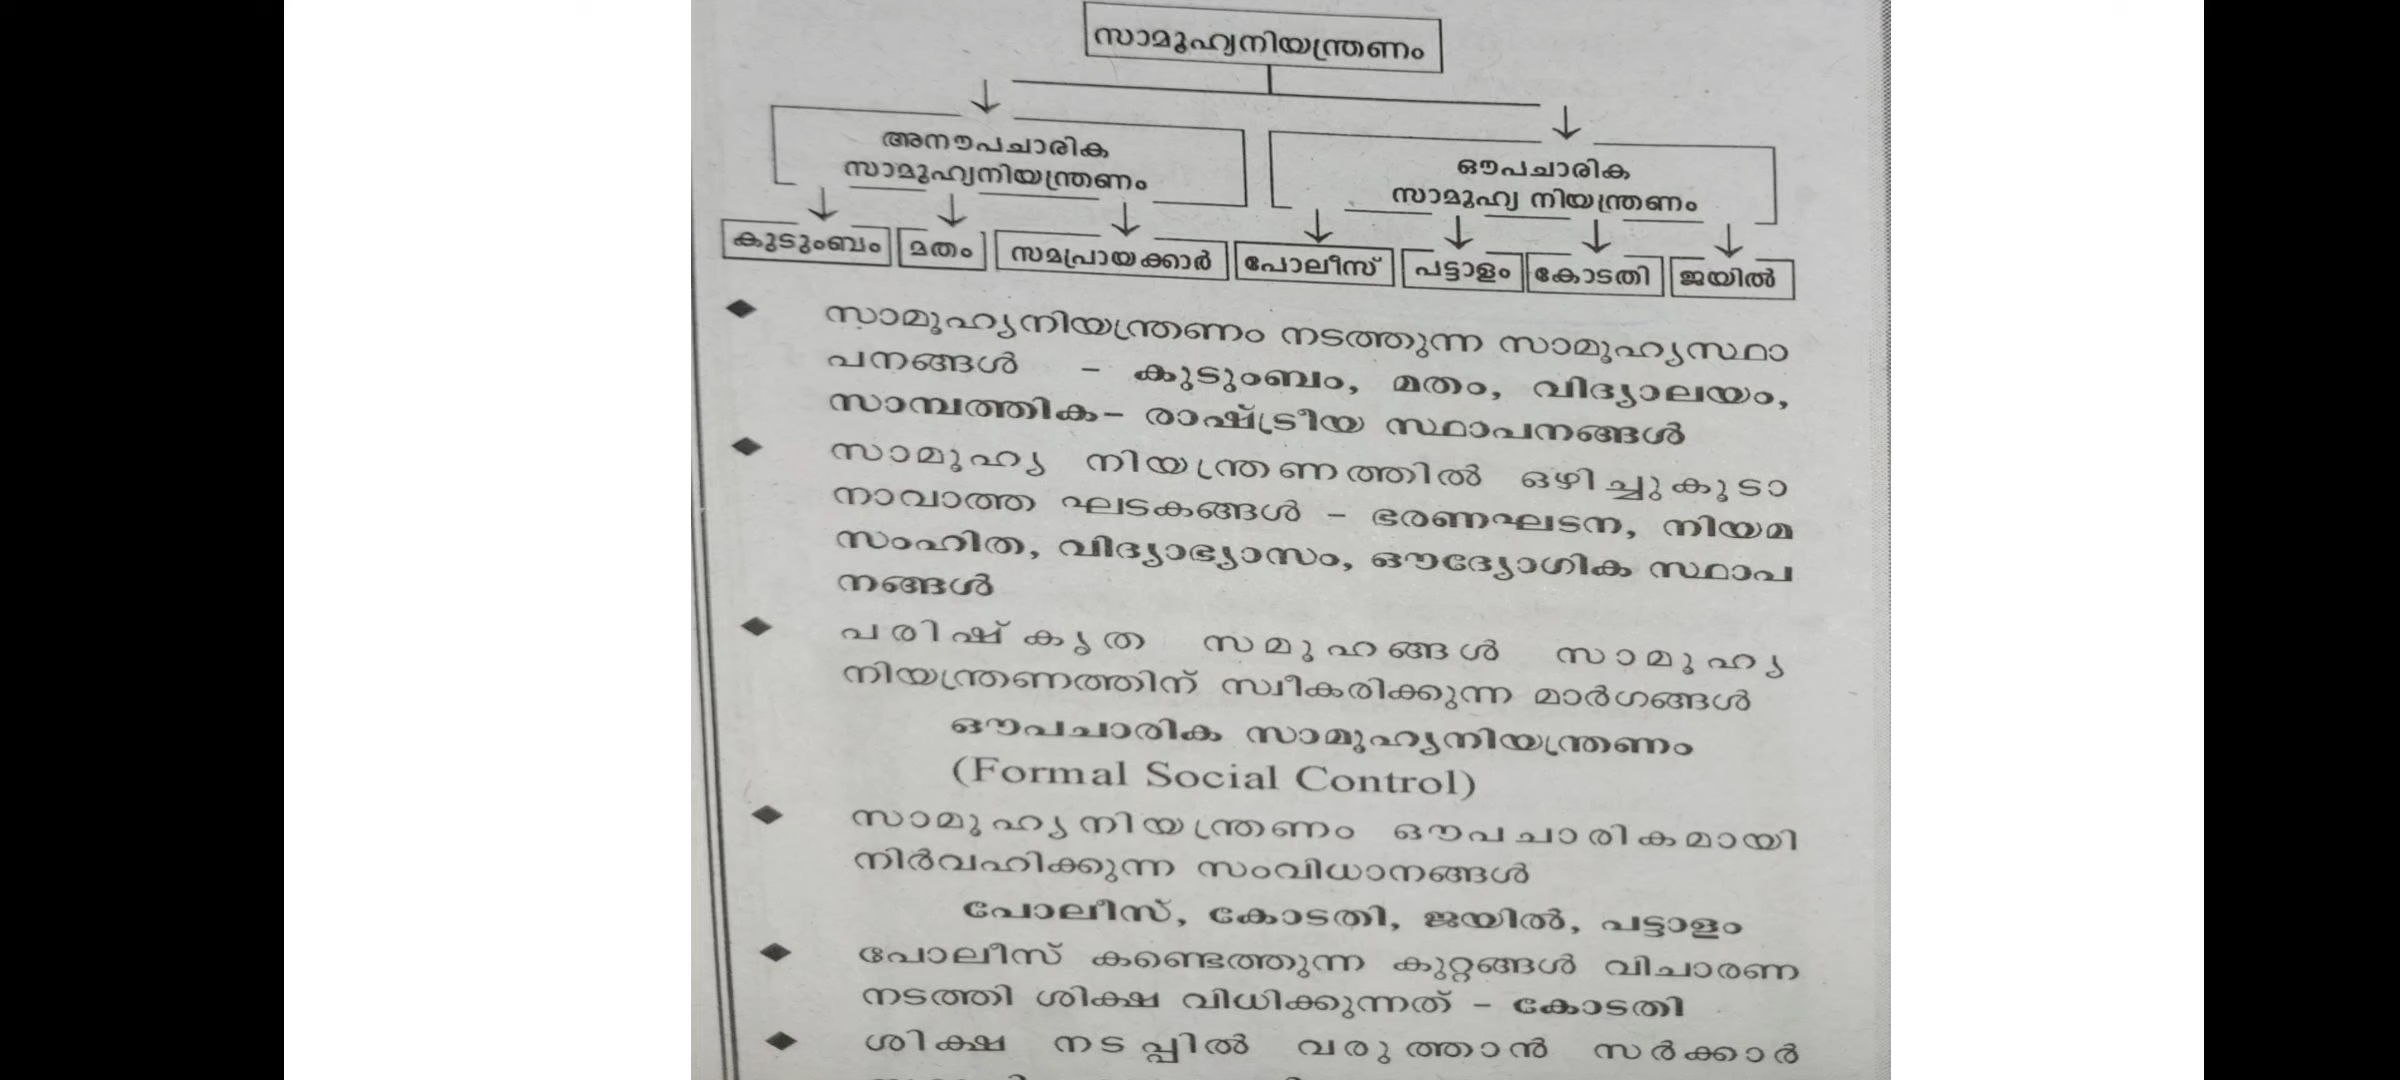 സാമൂഹ്യനിയന്ത്രണം
അനൗപചാരിക
സാമൂഹ്യനിയന്ത്രണം
ഔപചാരിക
സാമൂഹ്യ നിയന്ത്രണം
കുടുംബം മതം സമപ്രായക്കാർ പോലീസ് പട്ടാളം കോടതി ജയിൽ
◆ സാമൂഹ്യനിയന്ത്രണം നടത്തുന്ന സാമൂഹ്യസ്ഥാ
പനങ്ങൾ – കുടുംബം, മതം, വിദ്യാലയം,
സാമ്പത്തിക– രാഷ്ട്രീയ സ്ഥാപനങ്ങൾ
◆ സാമൂഹ്യ നിയന്ത്രണത്തിൽ ഒഴിച്ചുകൂടാ
നാവാത്ത ഘടകങ്ങൾ – ഭരണഘടന, നിയമ
സംഹിത, വിദ്യാഭ്യാസം, ഔദ്യോഗിക സ്ഥാപ
നങ്ങൾ
◆ പരിഷ്കൃത സമൂഹങ്ങൾ സാമൂഹ്യ
നിയന്ത്രണത്തിന് സ്വീകരിക്കുന്ന മാർഗങ്ങൾ
ഔപചാരിക സാമൂഹ്യനിയന്ത്രണം
(Formal Social Control)
◆ സാമൂഹ്യനിയന്ത്രണം ഔപചാരികമായി
നിർവഹിക്കുന്ന സംവിധാനങ്ങൾ
പോലീസ്, കോടതി, ജയിൽ, പട്ടാളം
◆ പോലീസ് കണ്ടെത്തുന്ന കുറ്റങ്ങൾ വിചാരണ
നടത്തി ശിക്ഷ വിധിക്കുന്നത് – കോടതി
◆ ശിക്ഷ നടപ്പിൽ വരുത്താൻ സർക്കാർ